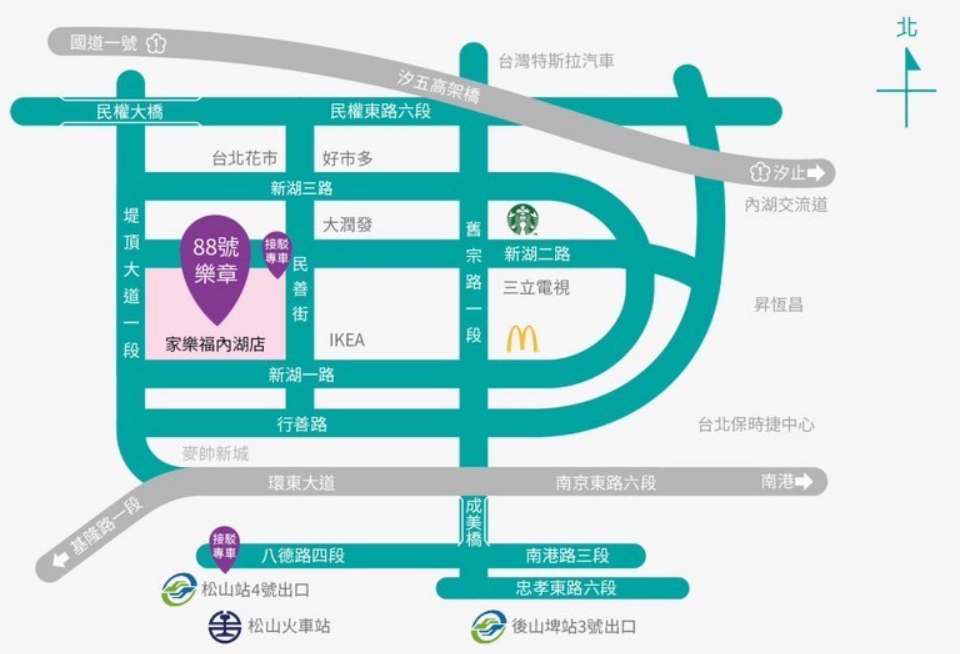 北
國道一號 1
台灣特斯拉汽車
汐五高架橋
民權大橋
民權東路六段
台北花市
好市多
1 汐止
新湖三路
內湖交流道
堤頂大道一段
88號
樂章
接駁
專車
大潤發
舊宗路一段
新湖二路
民善街
三立電視
昇恆昌
家樂福內湖店
IKEA
新湖一路
行善路
台北保時捷中心
麥帥新城
環東大道
南京東路六段
南港
基隆路一段
成美橋
接駁
專車
八德路四段
南港路三段
松山站4號出口
忠孝東路六段
松山火車站
後山埤站3號出口